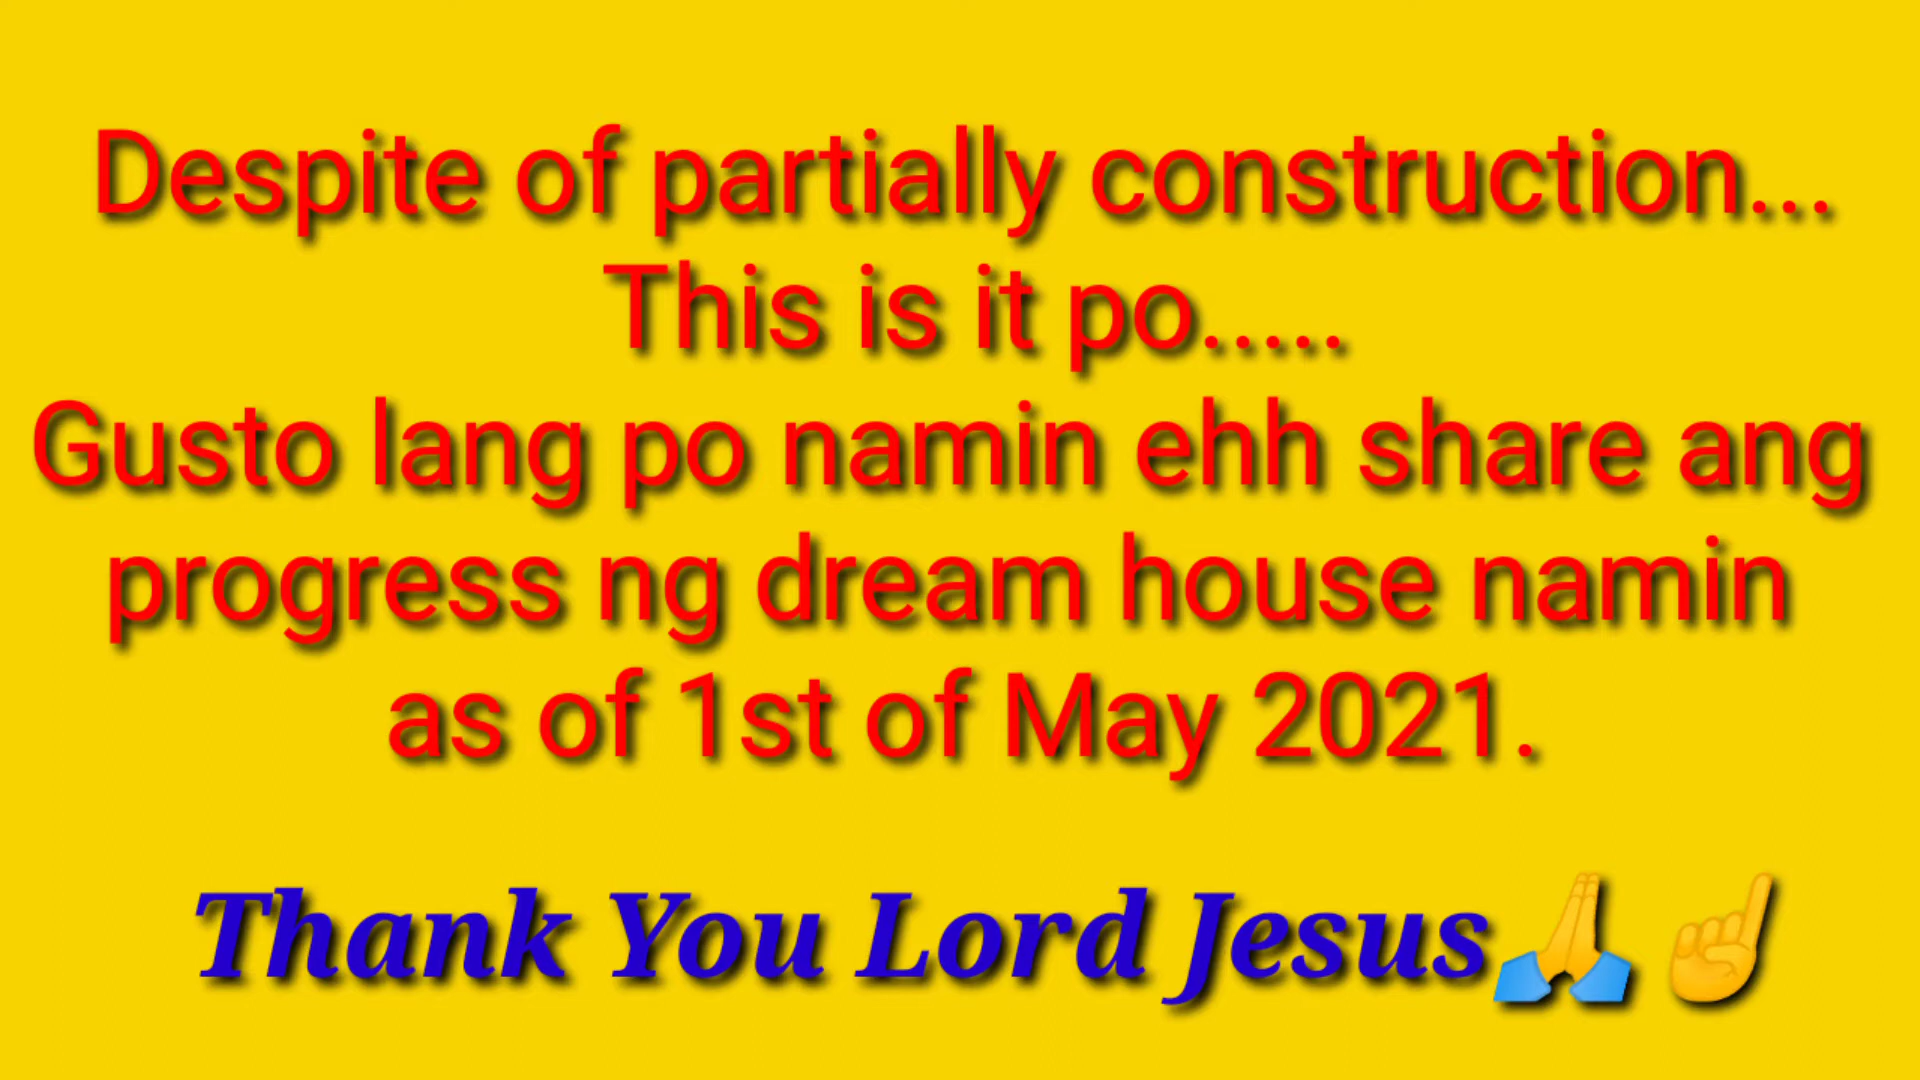 Despite of partially construction...
This is it po.....
Gusto lang po namin ehh share ang
progress ng dream house namin
as of 1st of May 2021.
Thank You Lord Jesus🙏☝️